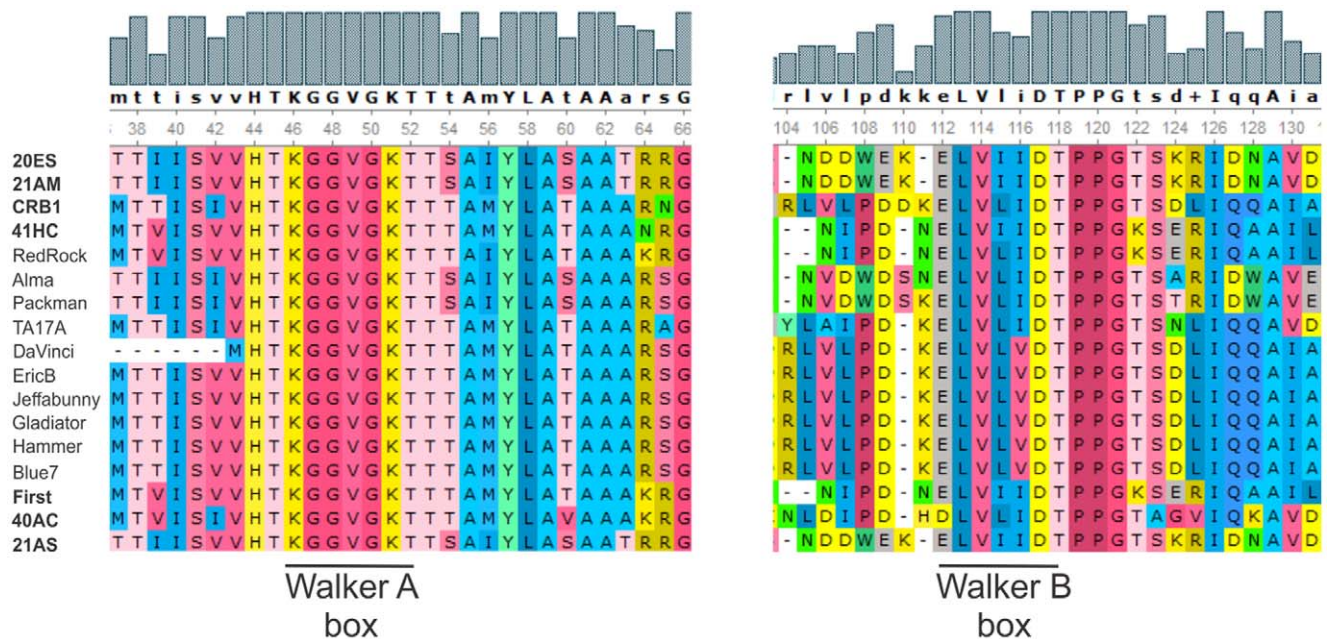 m t t i s v v H T K G G V G K T T t A m Y L A t A A a r s G r l v l p d k k e L V l i D T P P G t s d + I q q A i a
38 40 42 44 46 48 50 52 54 56 58 60 62 64 66 104 106 108 110 112 114 116 118 120 122 124 126 128 130
20ES T T I I S V V H T K G G V G K T T S A I Y L A S A A T R R G - N D D W E K - E L V I I D T P P G T S K R I D N A V D
21AM T T I I S V V H T K G G V G K T T S A I Y L A S A A T R R G - N D D W E K - E L V I I D T P P G T S K R I D N A V D
CRB1 M T T I S I V H T K G G V G K T T T A M Y L A T A A A R N G R L V L P D D K E L V L I D T P P G T S D L I Q Q A I A
41HC M T V I S V V H T K G G V G K T T T A M Y L A T A A A N R G - - N I P D - N E L V I I D T P P G K S E R I Q A A I L
RedRock M T V I S V V H T K G G V G K T T T A M Y L A T A A A K R G - - N I P D - N E L V L I D T P P G K S E R I Q A A I L
Alma T T I I S I V H T K G G V G K T T S A M Y L A S A A A R S G - N V D W D S N E L V I I D T P P G T S A R I D W A V E
Packman T T I I S I V H T K G G V G K T T S A I Y L A S A A A R S G - N V D W D S K E L V L I D T P P G T S T R I D W A V E
TA17A M T T I S I V H T K G G V G K T T T A M Y L A T A A A R A G Y L A I P D - K E L V L I D T P P G T S N L I Q Q A V D
DaVinci - - - - - - M H T K G G V G K T T T A M Y L A T A A A R S G R L V L P D - K E L V L V D T P P G T S D L I Q Q A I A
EricB M T T I S V V H T K G G V G K T T T A M Y L A T A A A R S G R L V L P D - K E L V L V D T P P G T S D L I Q Q A I A
Jeffabunny M T T I S V V H T K G G V G K T T T A M Y L A T A A A R S G R L V L P D - K E L V L V D T P P G T S D L I Q Q A I A
Gladiator M T T I S V V H T K G G V G K T T T A M Y L A T A A A R S G R L V L P D - K E L V L V D T P P G T S D L I Q Q A I A
Hammer M T T I S V V H T K G G V G K T T T A M Y L A T A A A R S G R L V L P D - K E L V L V D T P P G T S D L I Q Q A I A
Blue7 M T T I S V V H T K G G V G K T T T A M Y L A T A A A R S G R L V L P D - K E L V L V D T P P G T S D L I Q Q A I A
First M T V I S V V H T K G G V G K T T T A M Y L A T A A A K R G - - N I P D - N E L V I I D T P P G K S E R I Q A A I L
40AC M T V I S I V H T K G G V G K T T T A M Y L A V A A A K R G N L D I P D - H D L V L I D T P P G T A G V I Q K A V D
21AS T T I I S V V H T K G G V G K T T S A I Y L A S A A T R R G - N D D W E K - E L V I I D T P P G T S K R I D N A V D
Walker A Walker B
box box